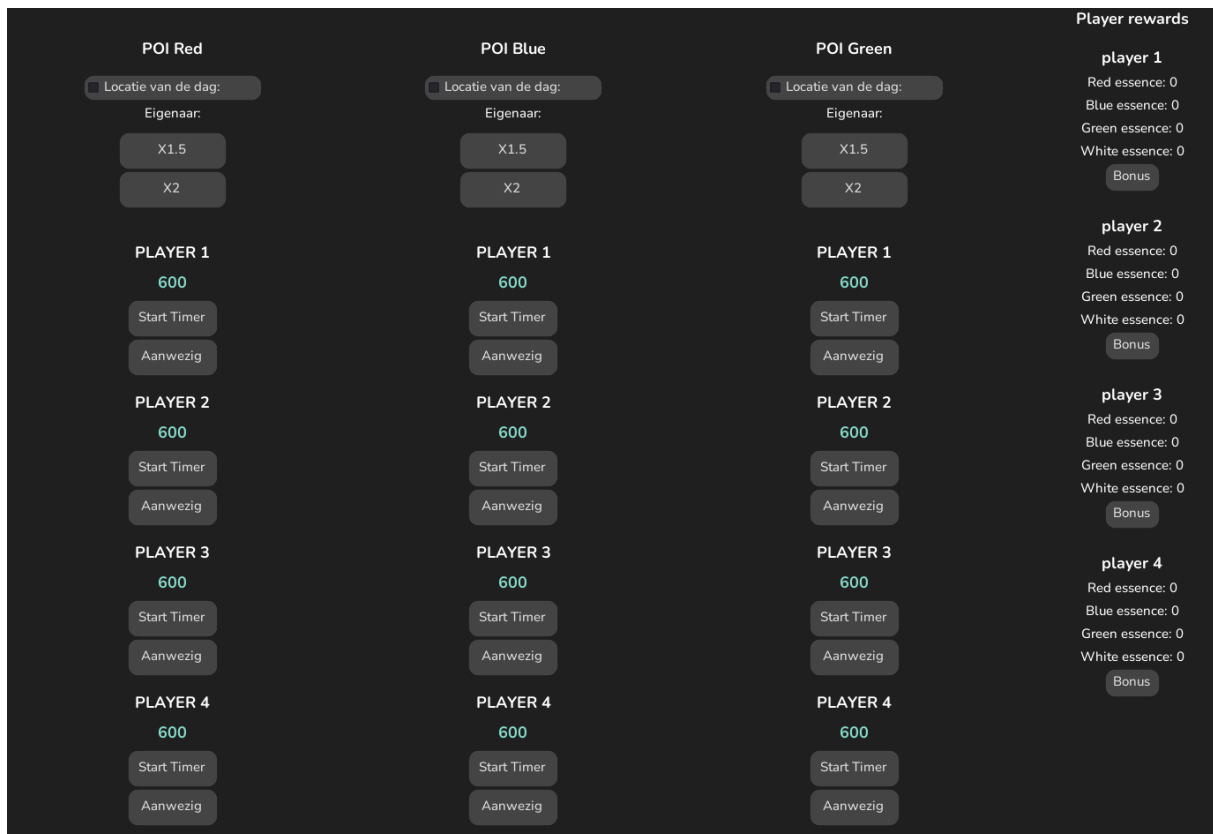 POI Red
Locatie van de dag:
Eigenaar:
X1.5
X2
PLAYER 1
600
Start Timer
Aanwezig
PLAYER 2
600
Start Timer
Aanwezig
PLAYER 3
600
Start Timer
Aanwezig
PLAYER 4
600
Start Timer
Aanwezig
POI Blue
Locatie van de dag:
Eigenaar:
X1.5
X2
PLAYER 1
600
Start Timer
Aanwezig
PLAYER 2
600
Start Timer
Aanwezig
PLAYER 3
600
Start Timer
Aanwezig
PLAYER 4
600
Start Timer
Aanwezig
POI Green
Locatie van de dag:
Eigenaar:
X1.5
X2
PLAYER 1
600
Start Timer
Aanwezig
PLAYER 2
600
Start Timer
Aanwezig
PLAYER 3
600
Start Timer
Aanwezig
PLAYER 4
600
Start Timer
Aanwezig
Player rewards
player 1
Red essence: 0
Blue essence: 0
Green essence: 0
White essence: 0
Bonus
player 2
Red essence: 0
Blue essence: 0
Green essence: 0
White essence: 0
Bonus
player 3
Red essence: 0
Blue essence: 0
Green essence: 0
White essence: 0
Bonus
player 4
Red essence: 0
Blue essence: 0
Green essence: 0
White essence: 0
Bonus